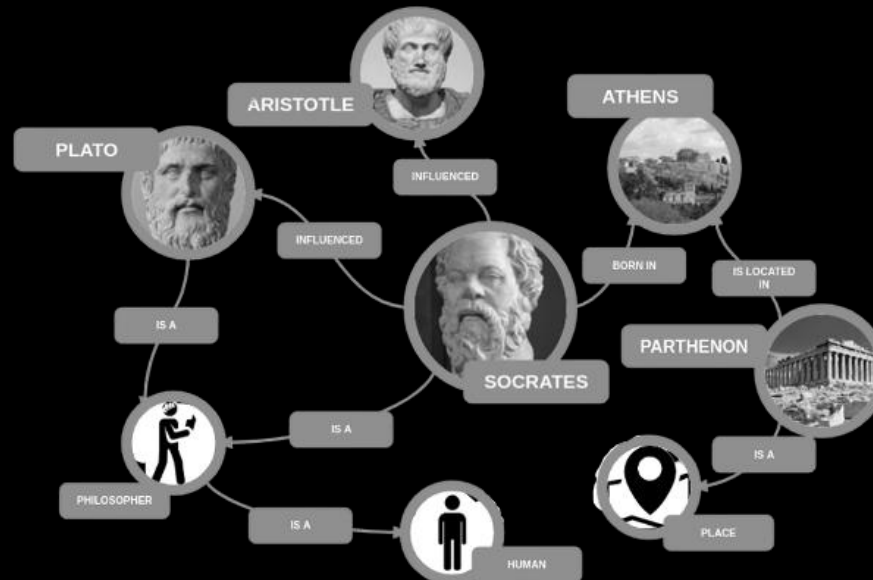 ARISTOTLE
ATHENS
PLATO
INFLUENCED
INFLUENCED
BORN IN
IS LOCATED
IN
IS A
PARTHENON
SOCRATES
IS A
IS A
PHILOSOPHER
IS A
PLACE
HUMAN